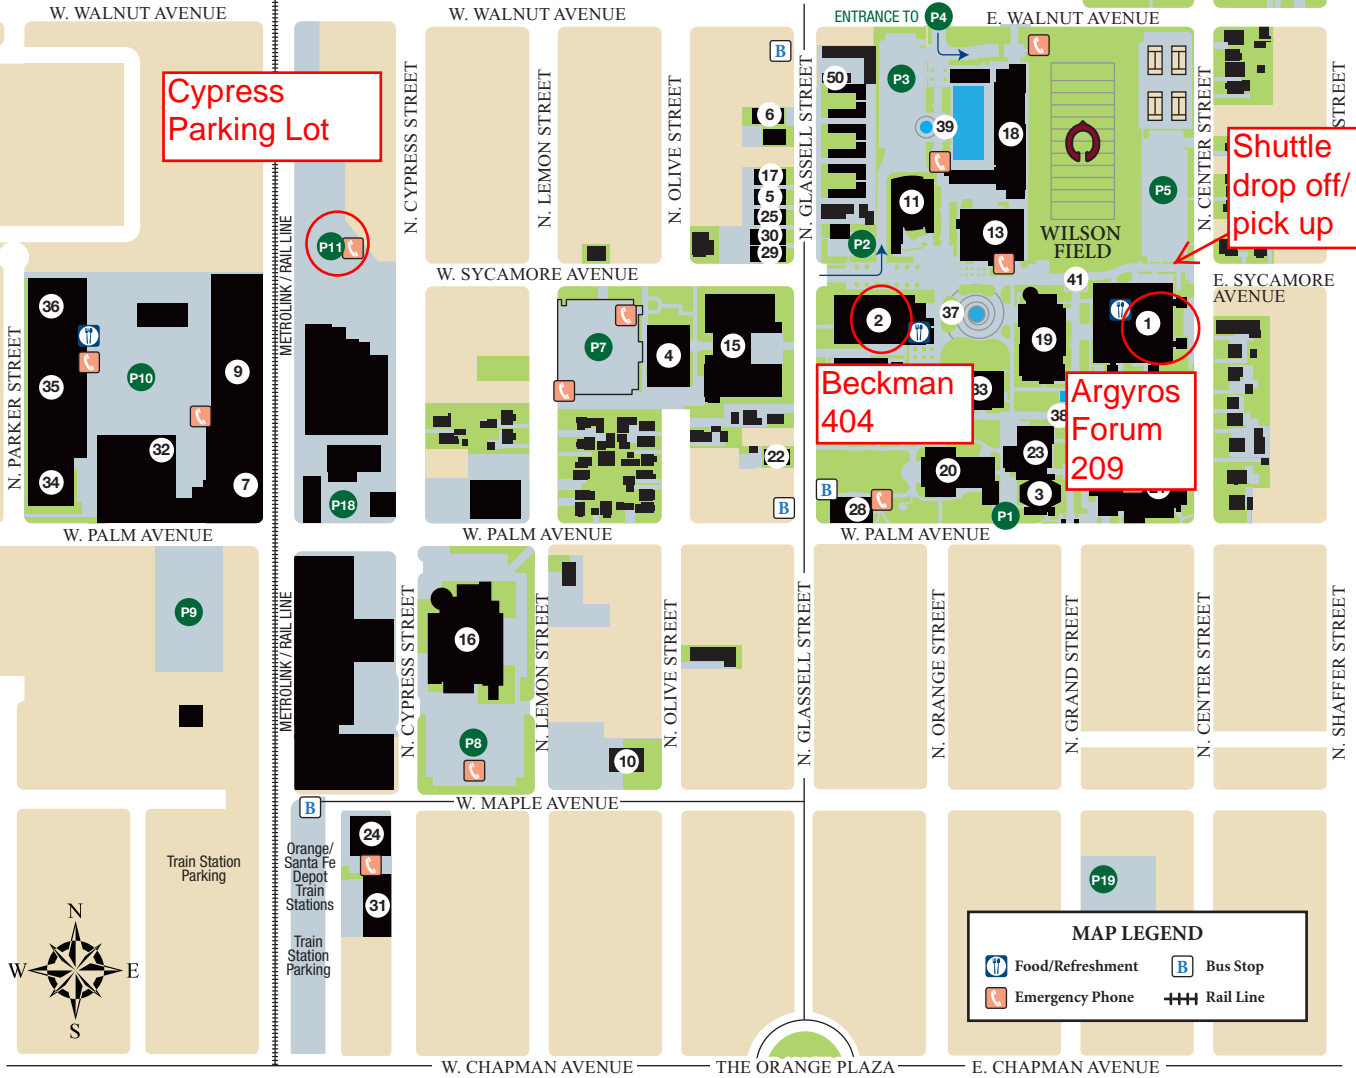 W. WALNUT AVENUE
W. WALNUT AVENUE
ENTRANCE TO P4
E. WALNUT AVENUE
Cypress
Parking Lot
N. CYPRESS STREET
N. LEMON STREET
N. OLIVE STREET
N. GLASSELL STREET
N. CENTER STREET
STREET
B
50
P3
6
39
18
17
5
25
30
29
11
13
P2
P5
WILSON
FIELD
Shuttle
drop off/
pick up
METROLINK / RAIL LINE
P11
W. SYCAMORE AVENUE
E. SYCAMORE
AVENUE
41
36
35
34
P10
9
32
7
N. PARKER STREET
P18
P7
4
15
22
2
37
19
1
Beckman
404
33
38
Argyros
Forum
209
23
20
3
21
28
P1
B
B
W. PALM AVENUE
W. PALM AVENUE
W. PALM AVENUE
P9
METROLINK / RAIL LINE
N. CYPRESS STREET
16
P8
N. LEMON STREET
10
N. OLIVE STREET
N. GLASSELL STREET
N. ORANGE STREET
N. GRAND STREET
N. CENTER STREET
N. SHAFFER STREET
B
W. MAPLE AVENUE
24
31
Orange/
Santa Fe
Depot
Train
Stations
Train
Station
Parking
Train Station
Parking
P19
N
W
E
S
MAP LEGEND
Food/Refreshment
B Bus Stop
Emergency Phone
Rail Line
W. CHAPMAN AVENUE
THE ORANGE PLAZA
E. CHAPMAN AVENUE